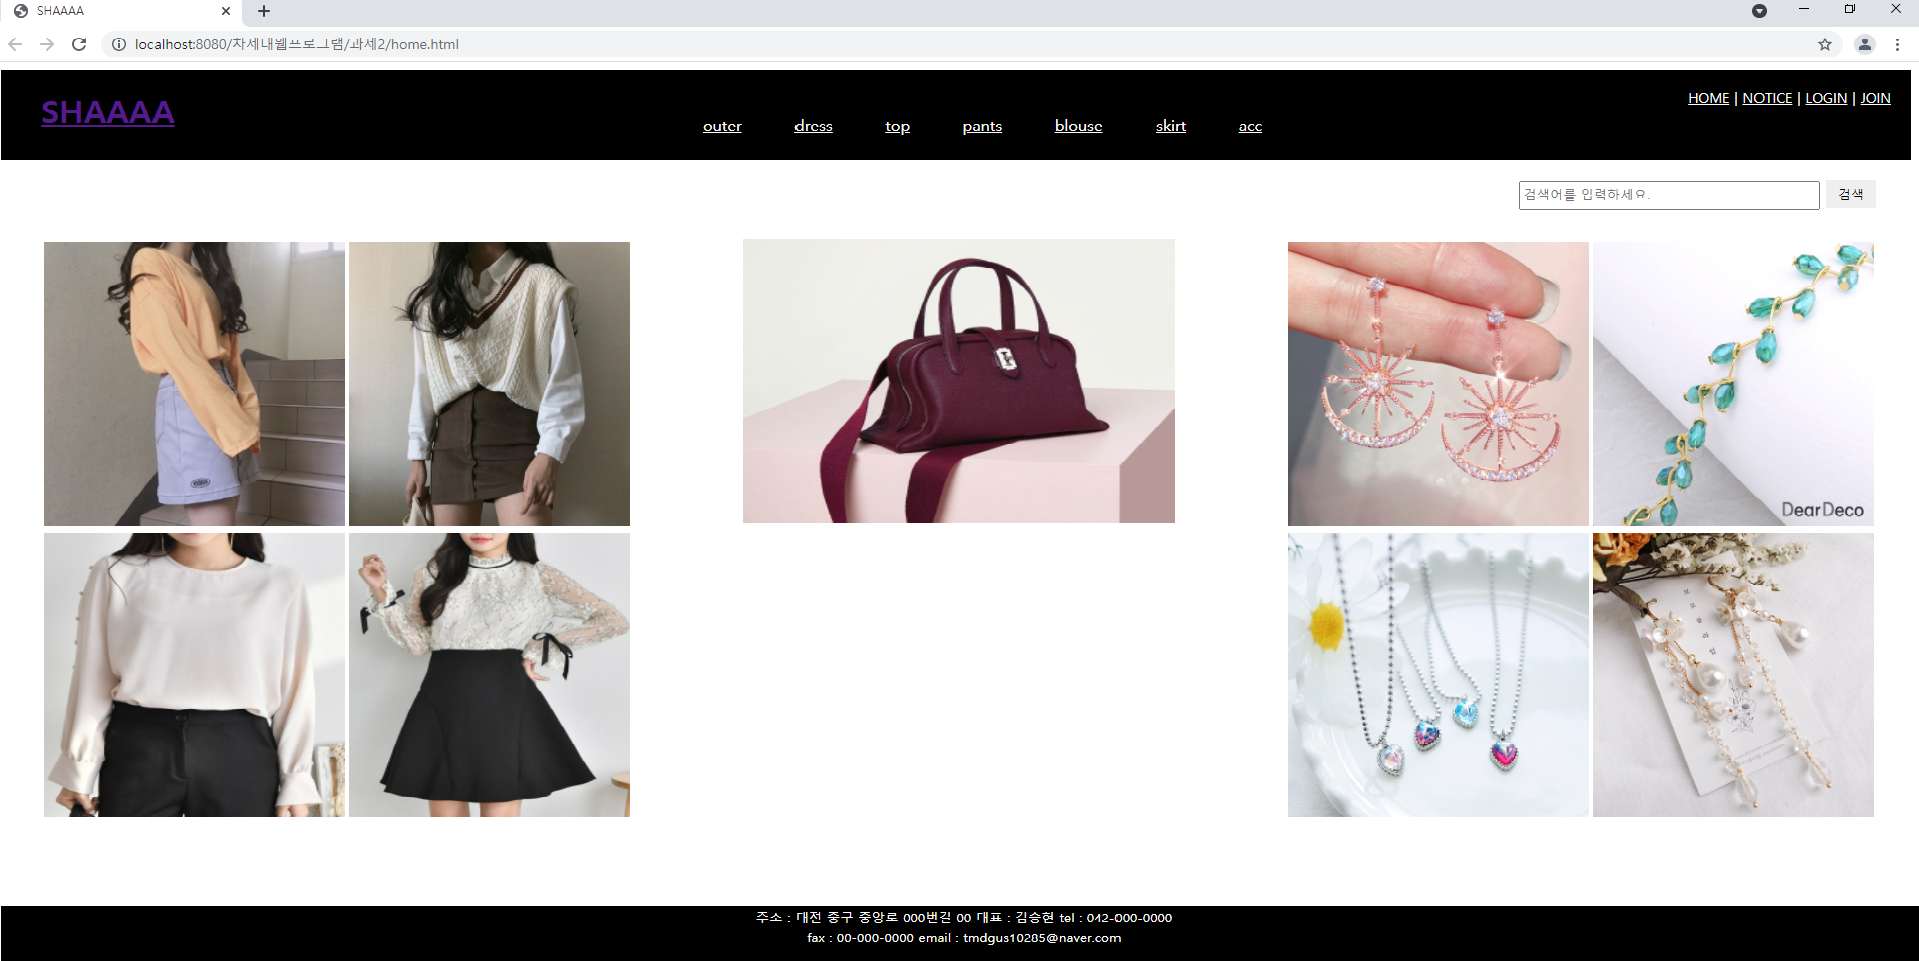 SHAAAA
localhost:8080/차세대웹프로그램/과제2/home.html
SHAAAA
HOME | NOTICE | LOGIN | JOIN
outer dress top pants blouse skirt acc
검색어를 입력하세요. 검색
DearDeco
주소 : 대전 중구 중앙로 000번길 00 대표 : 김승현 tel : 042-000-0000
fax : 00-000-0000 email : tmdgus10285@naver.com